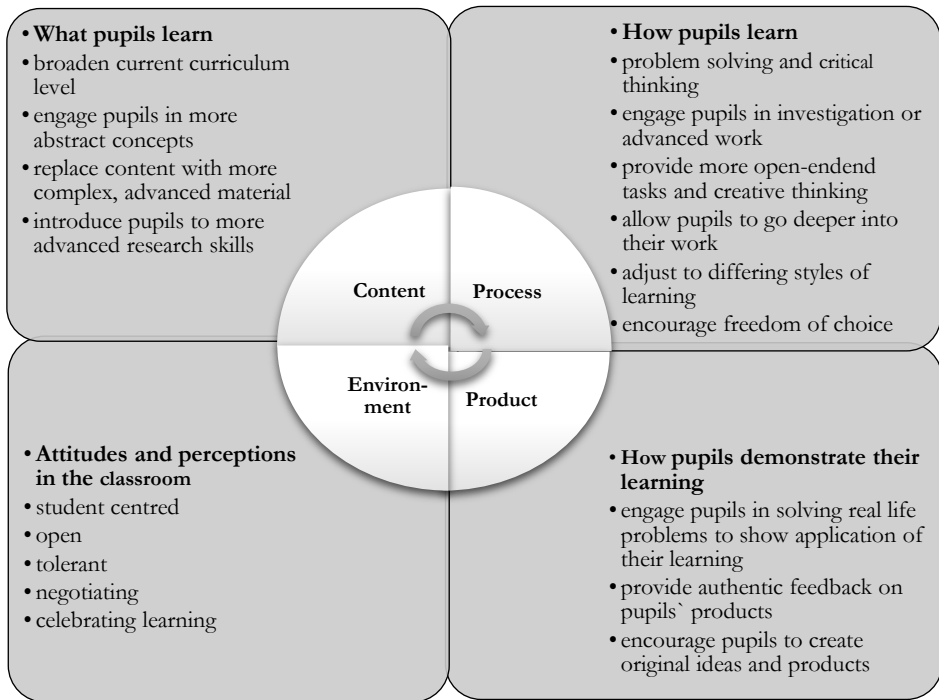 • What pupils learn
• broaden current curriculum
level
• engage pupils in more
abstract concepts
• replace content with more
complex, advanced material
• introduce pupils to more
advanced research skills
• How pupils learn
• problem solving and critical
thinking
• engage pupils in investigation or
advanced work
• provide more open-endend
tasks and creative thinking
• allow pupils to go deeper into
their work
• adjust to differing styles of
learning
• encourage freedom of choice
Content
Process
Environ-
ment
Product
• Attitudes and perceptions
in the classroom
• student centred
• open
• tolerant
• negotiating
• celebrating learning
• How pupils demonstrate their
learning
• engage pupils in solving real life
problems to show application of
their learning
• provide authentic feedback on
pupils` products
• encourage pupils to create
original ideas and products